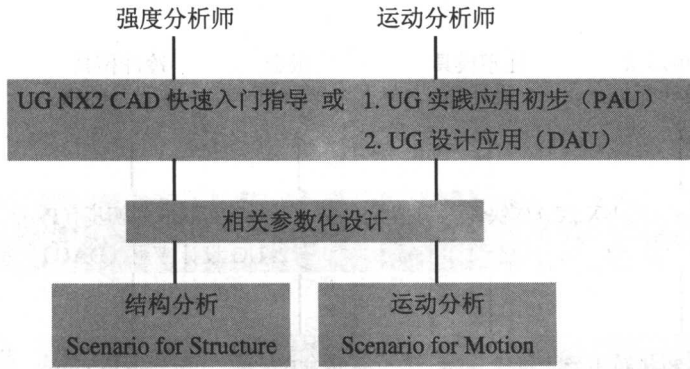 强度分析师 运动分析师
UG NX2 CAD 快速入门指导 或 1. UG 实践应用初步（PAU）
2. UG 设计应用（DAU）
相关参数化设计
结构分析 运动分析
Scenario for Structure Scenario for Motion